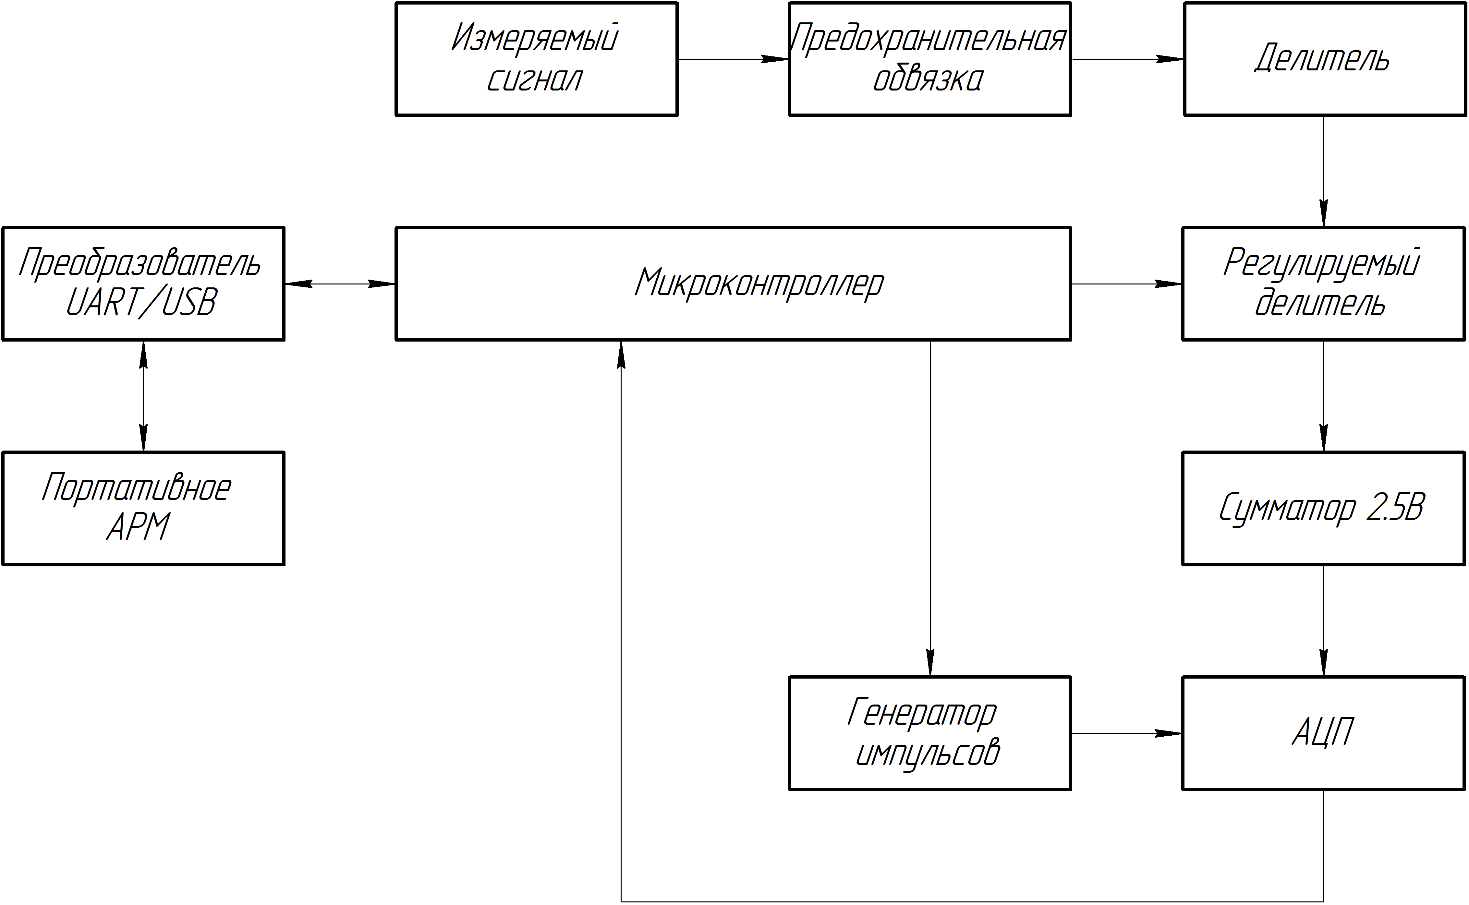 Измеряемый
сигнал
Предохранительная
обвязка
Делитель
Преобразователь
UART/USB
Микроконтроллер
Регулируемый
делитель
Портативное
АРМ
Сумматор 2.5В
Генератор
импульсов
АЦП